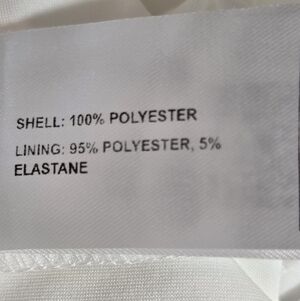 SHELL: 100% POLYESTER
LINING: 95% POLYESTER, 5%
ELASTANE